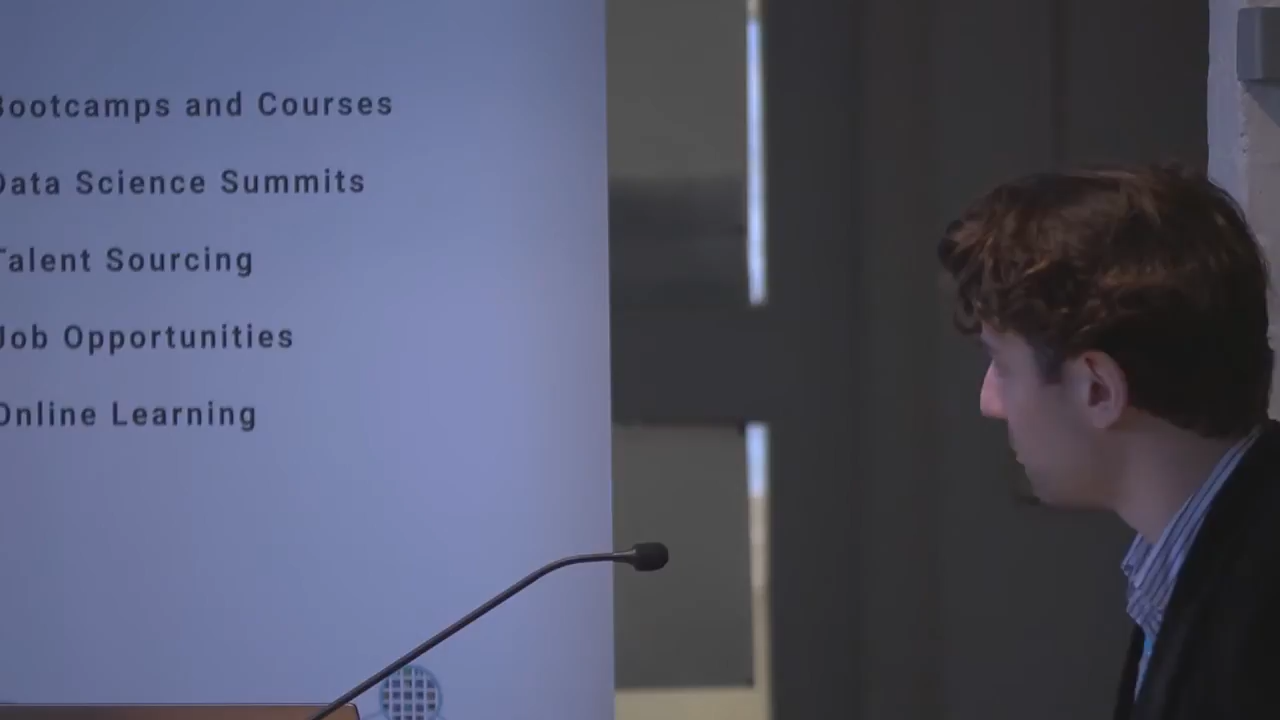 Bootcamps and Courses
Data Science Summits
Talent Sourcing
Job Opportunities
Online Learning